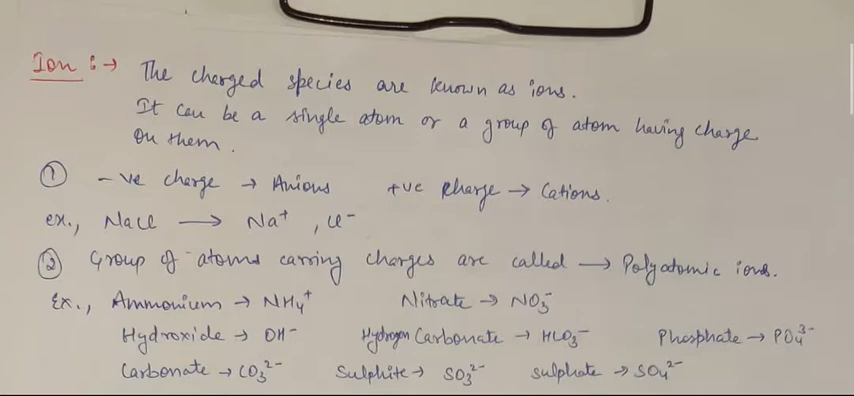 Ion :→ The charged species are known as ions.
It can be a single atom or a group of atom having charge
on them.
① -ve charge → Anions +ve charge → Cations.
ex., NaCl → Na⁺, Cl⁻
② Group of atoms carring charges are called → Polyatomic ions.
Ex., Ammonium → NH₄⁺ Nitrate → NO₃⁻
Hydroxide → OH⁻ Hydrogen Carbonate → HCO₃⁻ Phosphate → PO₄³⁻
Carbonate → CO₃²⁻ Sulphite → SO₃²⁻ sulphate → SO₄²⁻